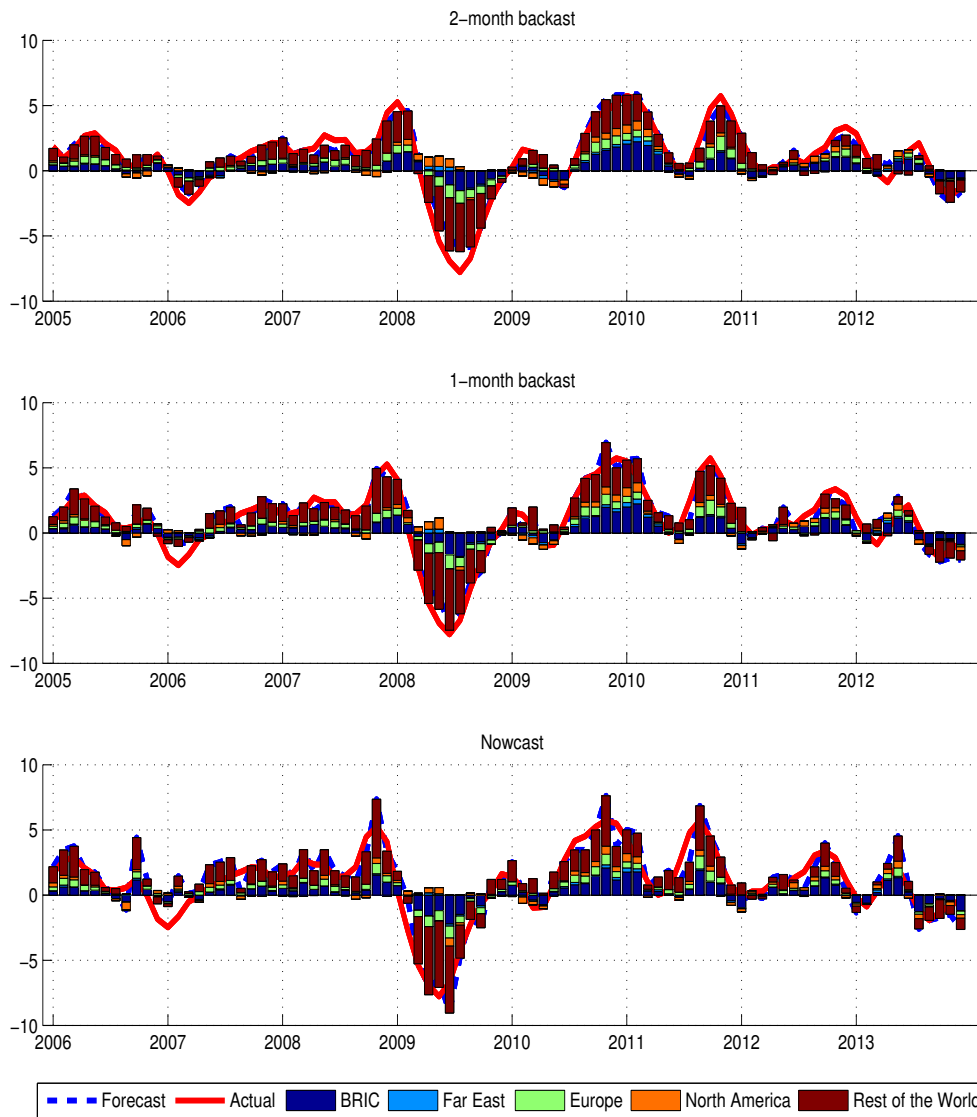 2−month backast
10
5
0
−5
−10
2005 2006 2007 2008 2009 2010 2011 2012
1−month backast
10
5
0
−5
−10
2005 2006 2007 2008 2009 2010 2011 2012
Nowcast
10
5
0
−5
−10
2006 2007 2008 2009 2010 2011 2012 2013
Forecast Actual BRIC Far East Europe North America Rest of the World